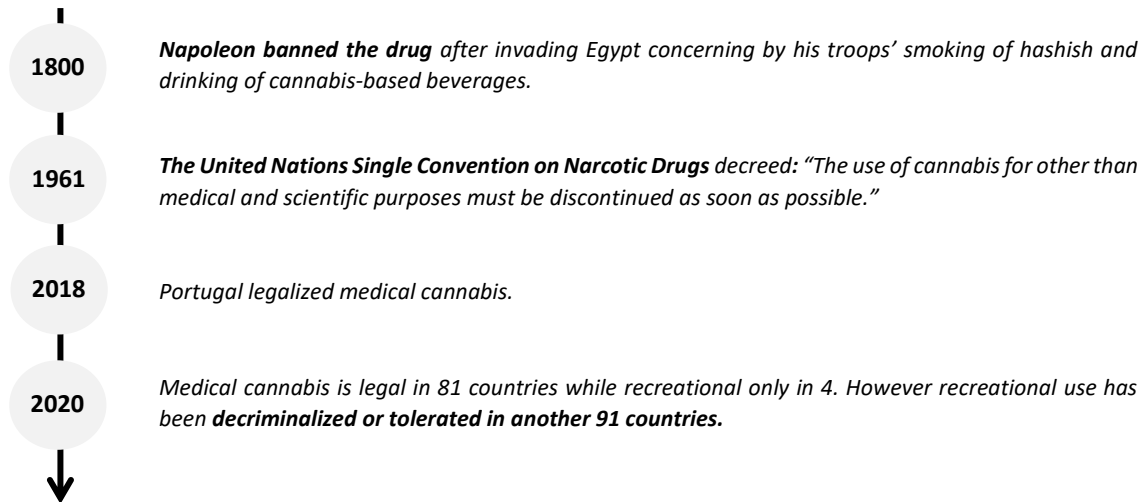 1800
Napoleon banned the drug after invading Egypt concerning by his troops’ smoking of hashish and
drinking of cannabis-based beverages.
1961
The United Nations Single Convention on Narcotic Drugs decreed: “The use of cannabis for other than
medical and scientific purposes must be discontinued as soon as possible.”
2018
Portugal legalized medical cannabis.
2020
Medical cannabis is legal in 81 countries while recreational only in 4. However recreational use has
been decriminalized or tolerated in another 91 countries.